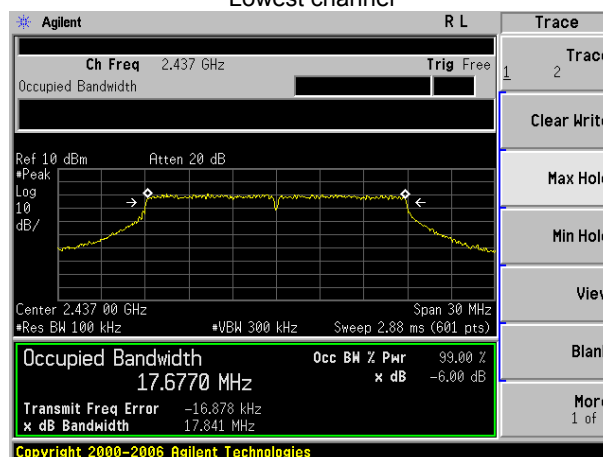 Lowest channel
Agilent R L Trace
Ch Freq 2.437 GHz Trig Free
Occupied Bandwidth
Trace
1 2
Clear Write
Ref 10 dBm Atten 20 dB
#Peak
Log
10
dB/
Max Hold
Min Hold
View
Center 2.437 00 GHz Span 30 MHz
#Res BW 100 kHz #VBW 300 kHz Sweep 2.88 ms (601 pts)
Blank
Occupied Bandwidth Occ BW % Pwr 99.00 %
17.6770 MHz x dB -6.00 dB
Transmit Freq Error -16.878 kHz
x dB Bandwidth 17.841 MHz
More
1 of
Copyright 2000-2006 Agilent Technologies